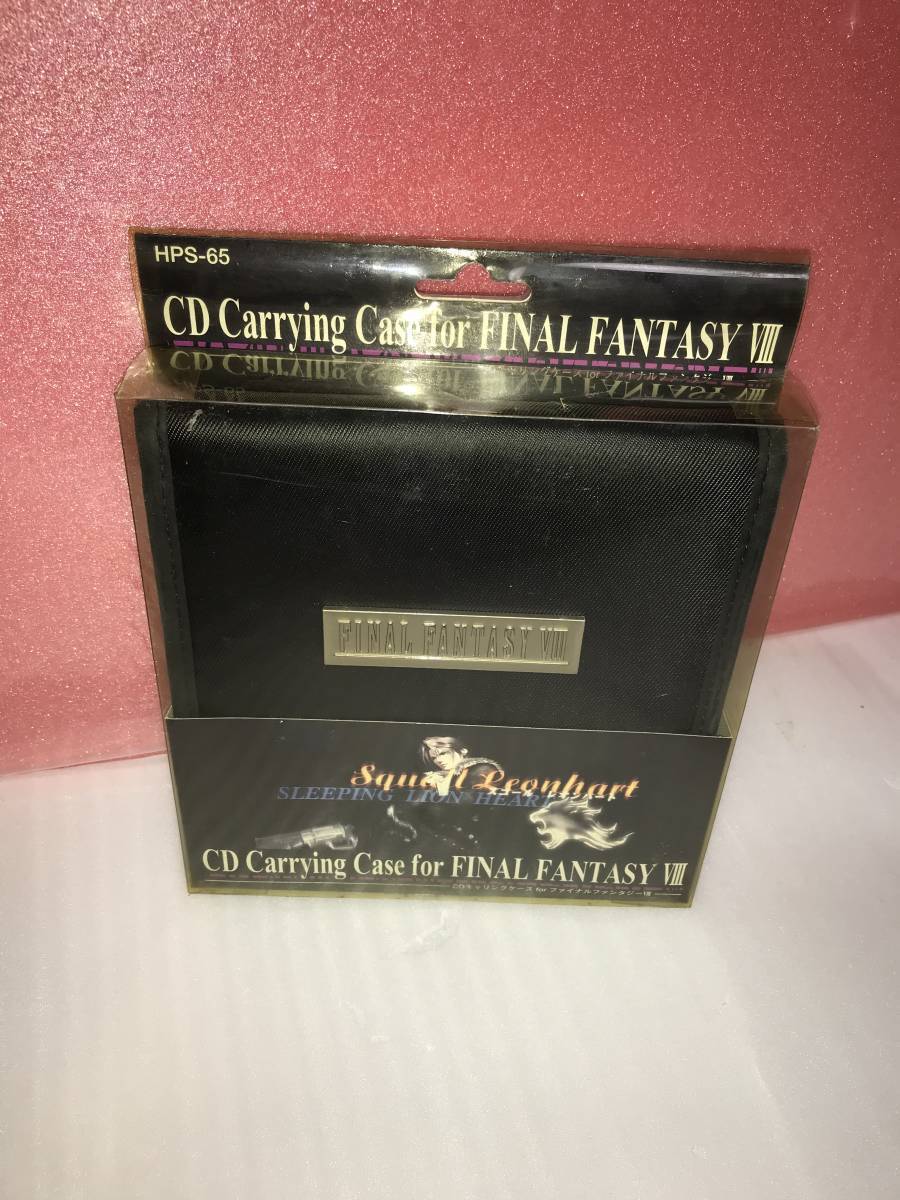 HPS-65
CD Carrying Case for FINAL FANTASY VIII
FINAL FANTASY VIII
Squall Leonhart
SLEEPING LION HEART
CD Carrying Case for FINAL FANTASY VIII
CDキャリングケース for ファイナルファンタジーVIII